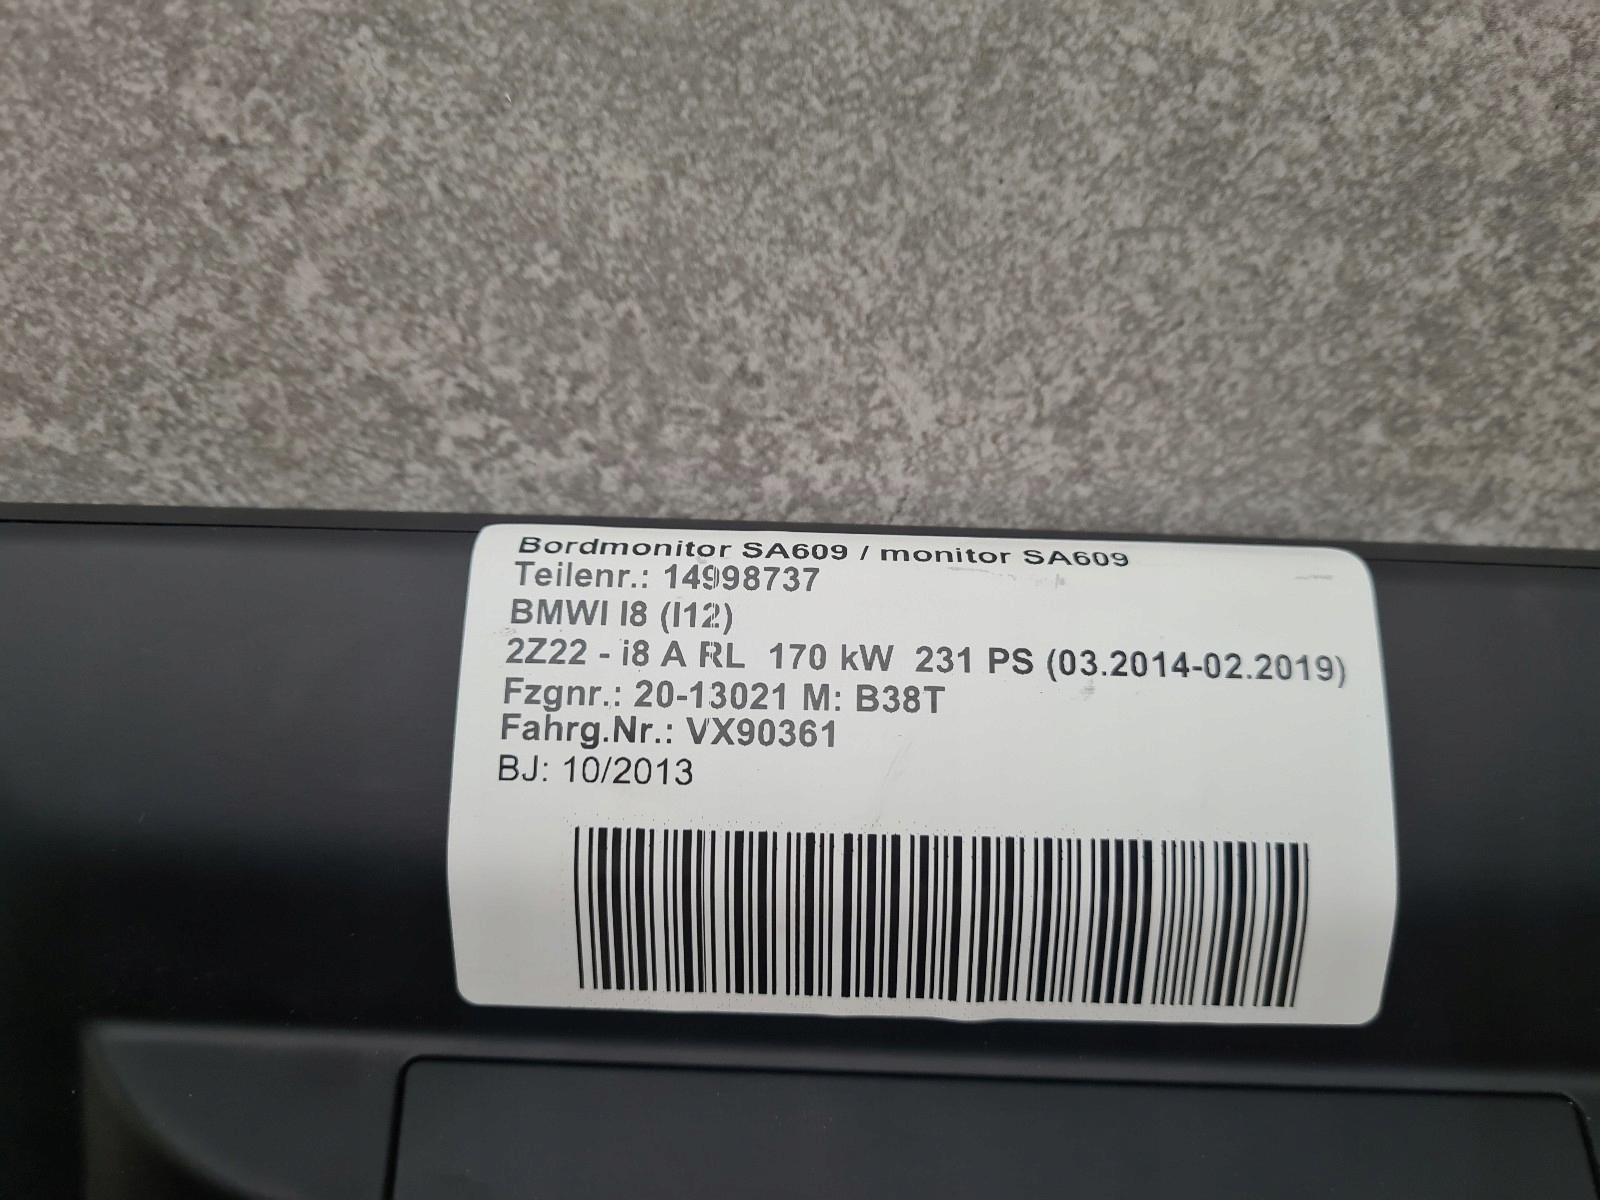 Bordmonitor SA609 / monitor SA609
Teilenr.: 14998737
BMWI I8 (I12)
2Z22 - i8 A RL 170 kW 231 PS (03.2014-02.2019)
Fzgnr.: 20-13021 M: B38T
Fahrg.Nr.: VX90361
BJ: 10/2013